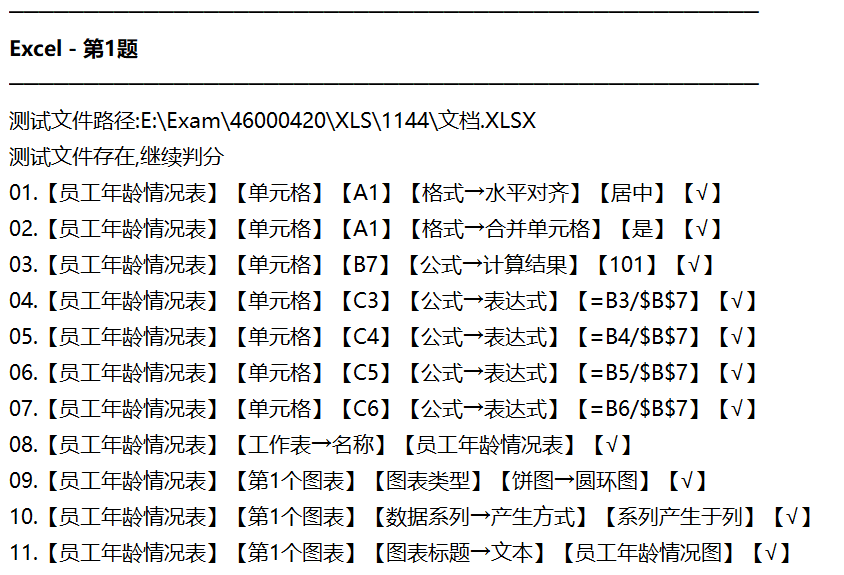 Excel - 第1题
测试文件路径:E:\Exam\46000420\XLS\1144\文档.XLSX
测试文件存在,继续判分
01.【员工年龄情况表】【单元格】【A1】【格式→水平对齐】【居中】【√】
02.【员工年龄情况表】【单元格】【A1】【格式→合并单元格】【是】【√】
03.【员工年龄情况表】【单元格】【B7】【公式→计算结果】【101】【√】
04.【员工年龄情况表】【单元格】【C3】【公式→表达式】【=B3/$B$7】【√】
05.【员工年龄情况表】【单元格】【C4】【公式→表达式】【=B4/$B$7】【√】
06.【员工年龄情况表】【单元格】【C5】【公式→表达式】【=B5/$B$7】【√】
07.【员工年龄情况表】【单元格】【C6】【公式→表达式】【=B6/$B$7】【√】
08.【员工年龄情况表】【工作表→名称】【员工年龄情况表】【√】
09.【员工年龄情况表】【第1个图表】【图表类型】【饼图→圆环图】【√】
10.【员工年龄情况表】【第1个图表】【数据系列→产生方式】【系列产生于列】【√】
11.【员工年龄情况表】【第1个图表】【图表标题→文本】【员工年龄情况图】【√】